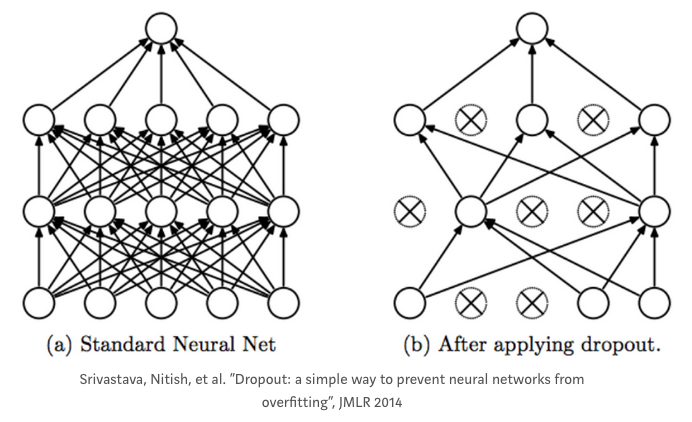 (a) Standard Neural Net
(b) After applying dropout.
Srivastava, Nitish, et al. ”Dropout: a simple way to prevent neural networks from
overfitting”, JMLR 2014